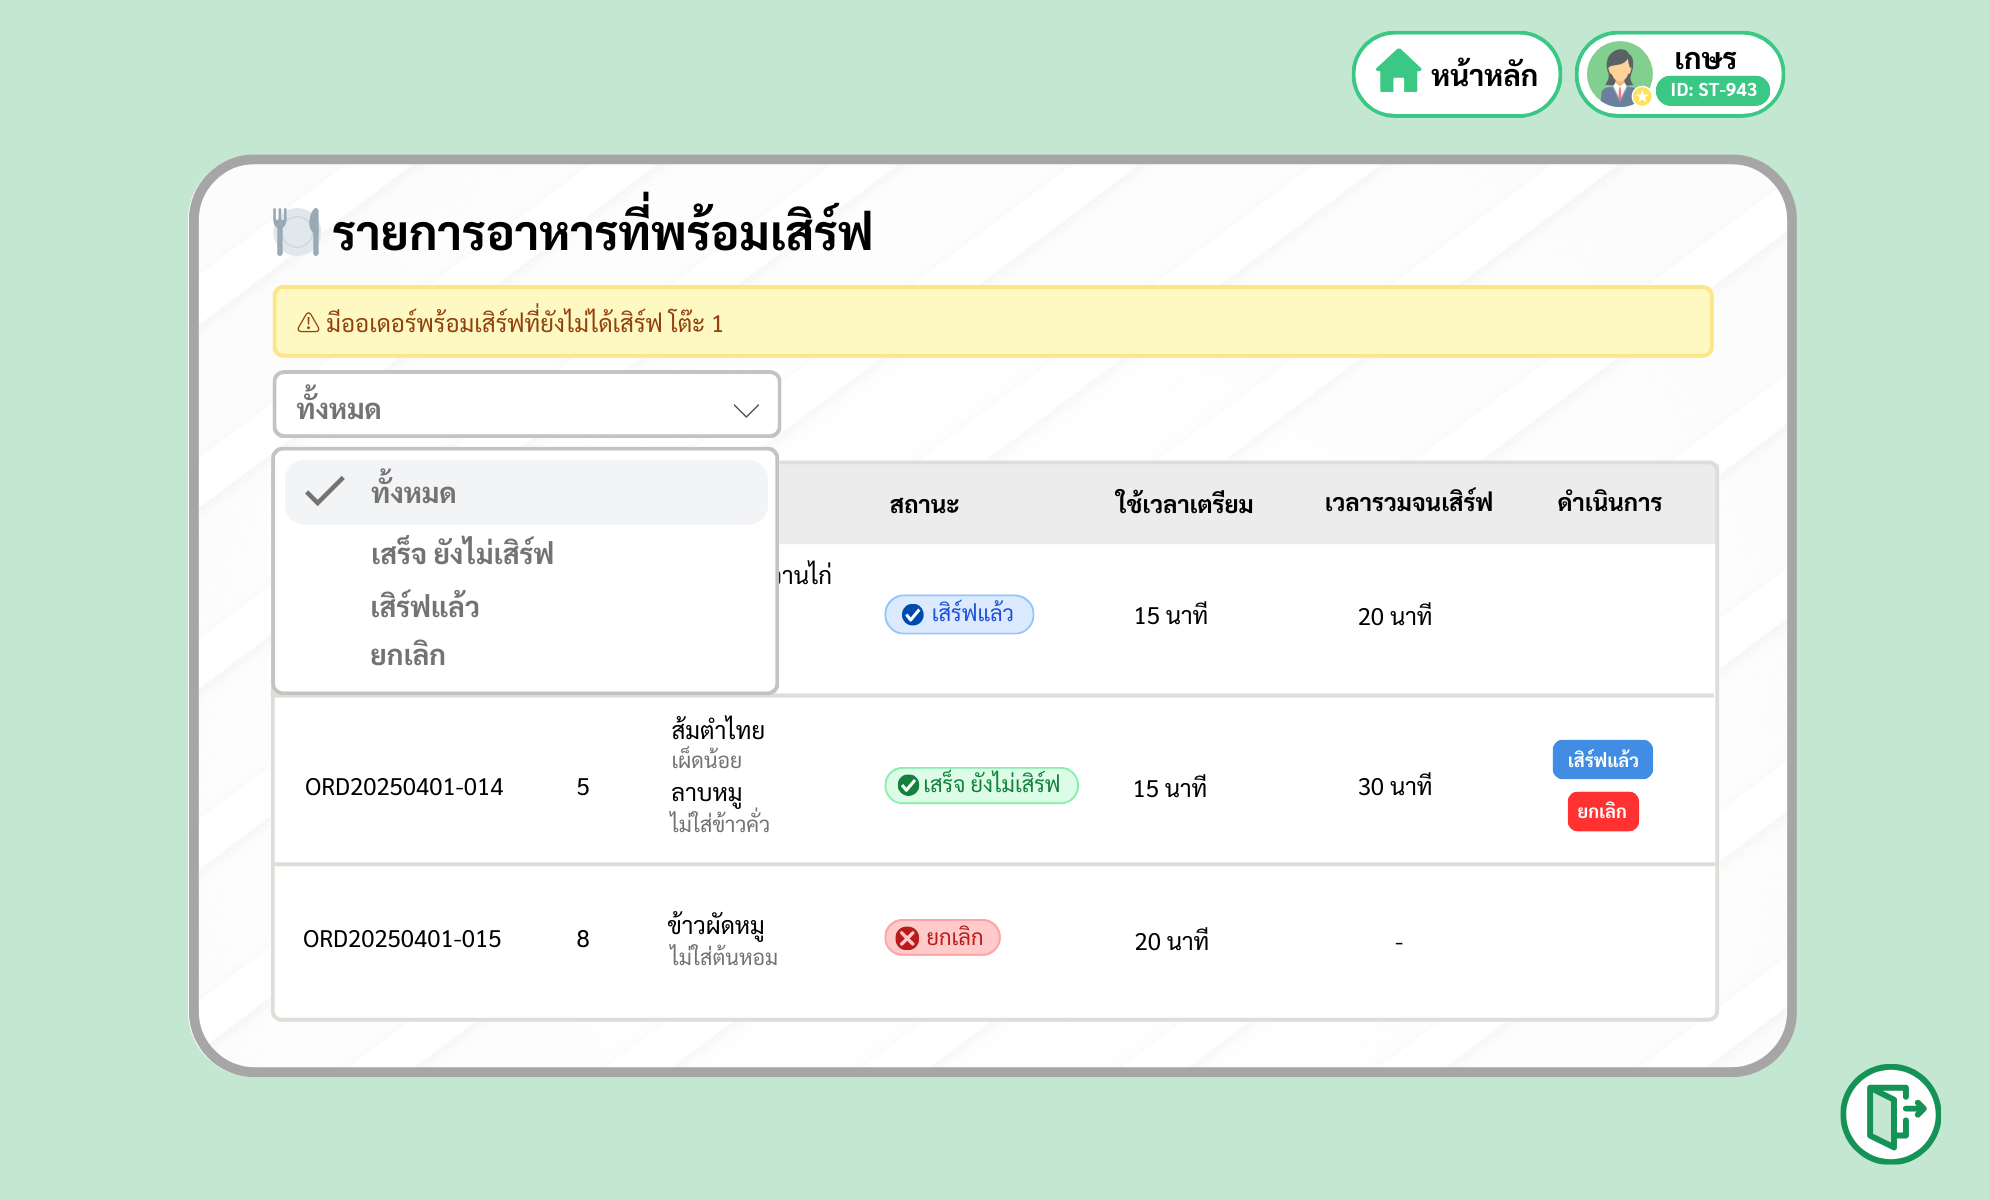 หน้าหลัก
เกษร
ID: ST-943
รายการอาหารที่พร้อมเสิร์ฟ
มีออเดอร์พร้อมเสิร์ฟที่ยังไม่ได้เสิร์ฟ โต๊ะ 1
ทั้งหมด
ทั้งหมด
เสร็จ ยังไม่เสิร์ฟ
เสิร์ฟแล้ว
ยกเลิก
สถานะ ใช้เวลาเตรียม เวลารวมจนเสิร์ฟ ดำเนินการ
เสิร์ฟแล้ว 15 นาที 20 นาที
ORD20250401-014 5
ส้มตำไทย
เผ็ดน้อย
ลาบหมู
ไม่ใส่ข้าวคั่ว
เสร็จ ยังไม่เสิร์ฟ 15 นาที 30 นาที
เสิร์ฟแล้ว
ยกเลิก
ORD20250401-015 8
ข้าวผัดหมู
ไม่ใส่ต้นหอม
ยกเลิก 20 นาที -